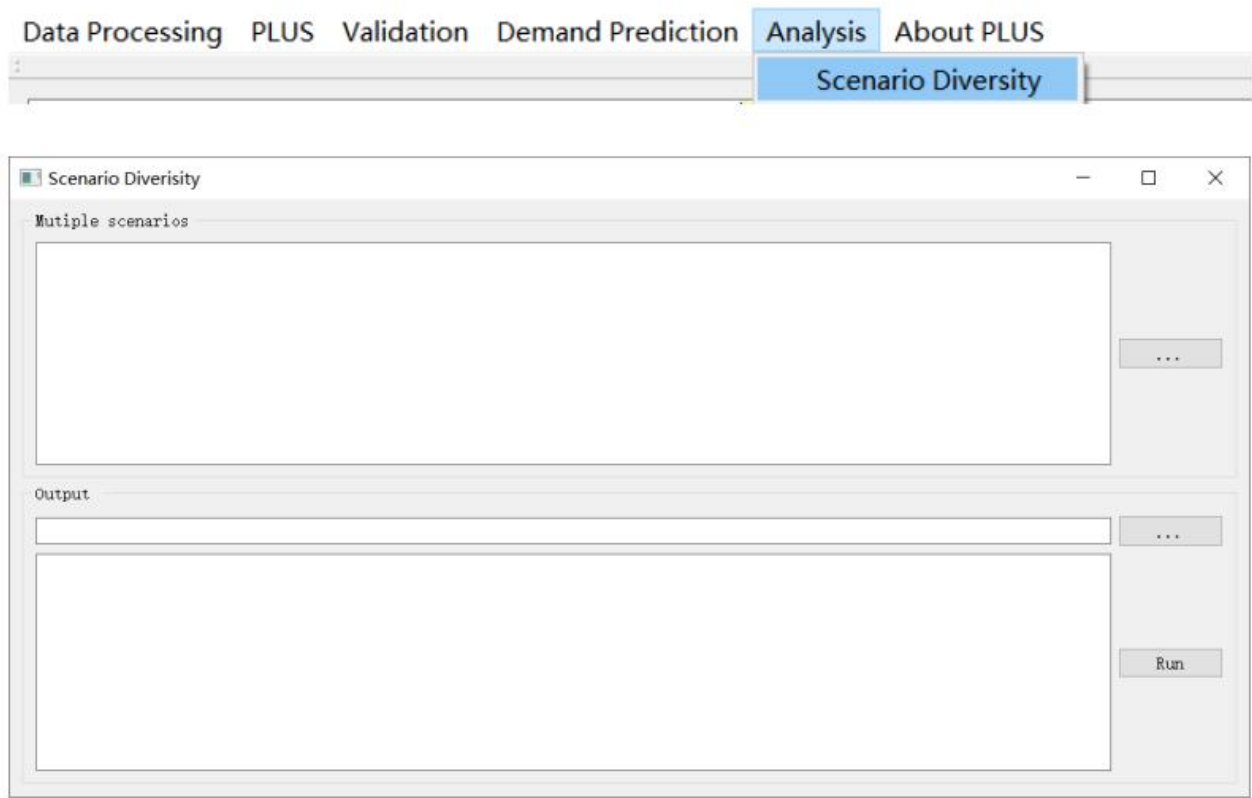 Data Processing PLUS Validation Demand Prediction Analysis About PLUS
Scenario Diversity
Scenario Diverisity
Mutiple scenarios
...
Output
...
Run